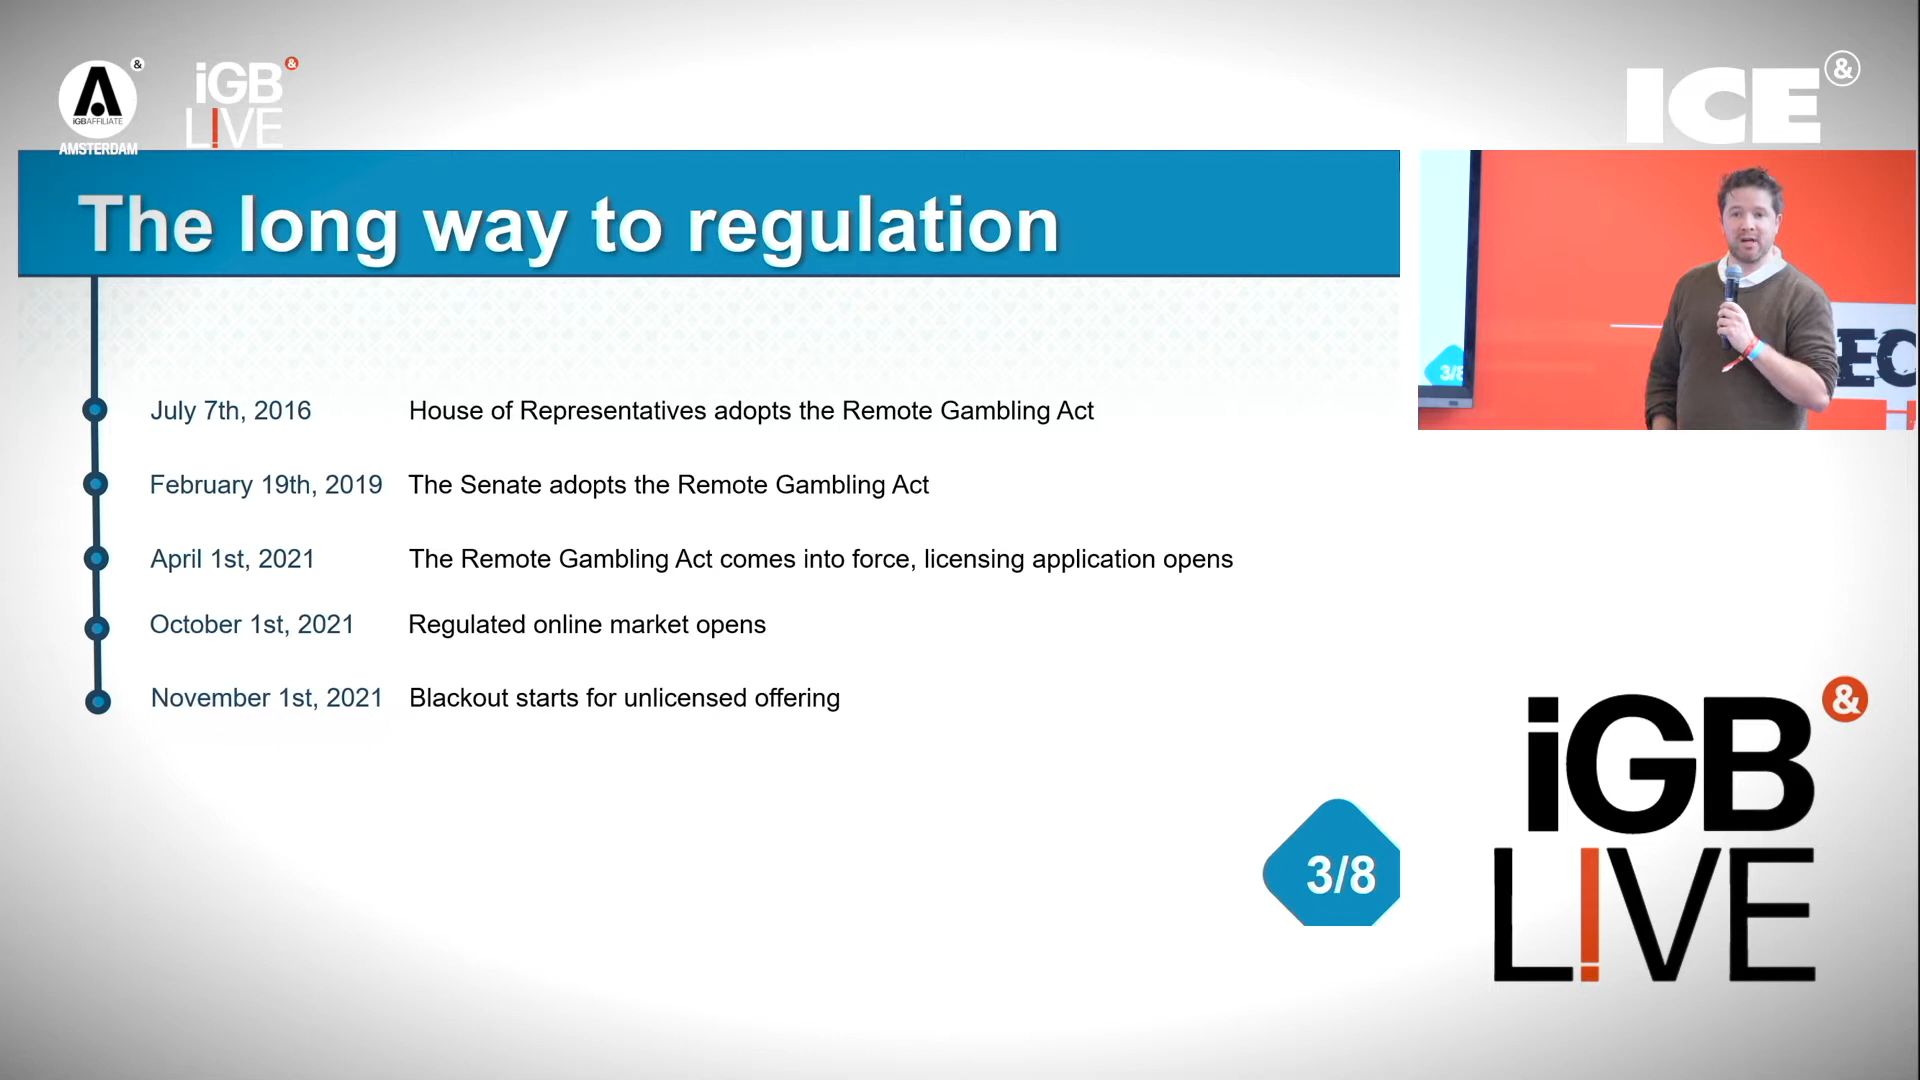 iGBAFFILIATE
AMSTERDAM
&
iGB &
L!VE
ICE &
The long way to regulation
July 7th, 2016 House of Representatives adopts the Remote Gambling Act
February 19th, 2019 The Senate adopts the Remote Gambling Act
April 1st, 2021 The Remote Gambling Act comes into force, licensing application opens
October 1st, 2021 Regulated online market opens
November 1st, 2021 Blackout starts for unlicensed offering
3/8
3/8
EC
iGB &
L!VE